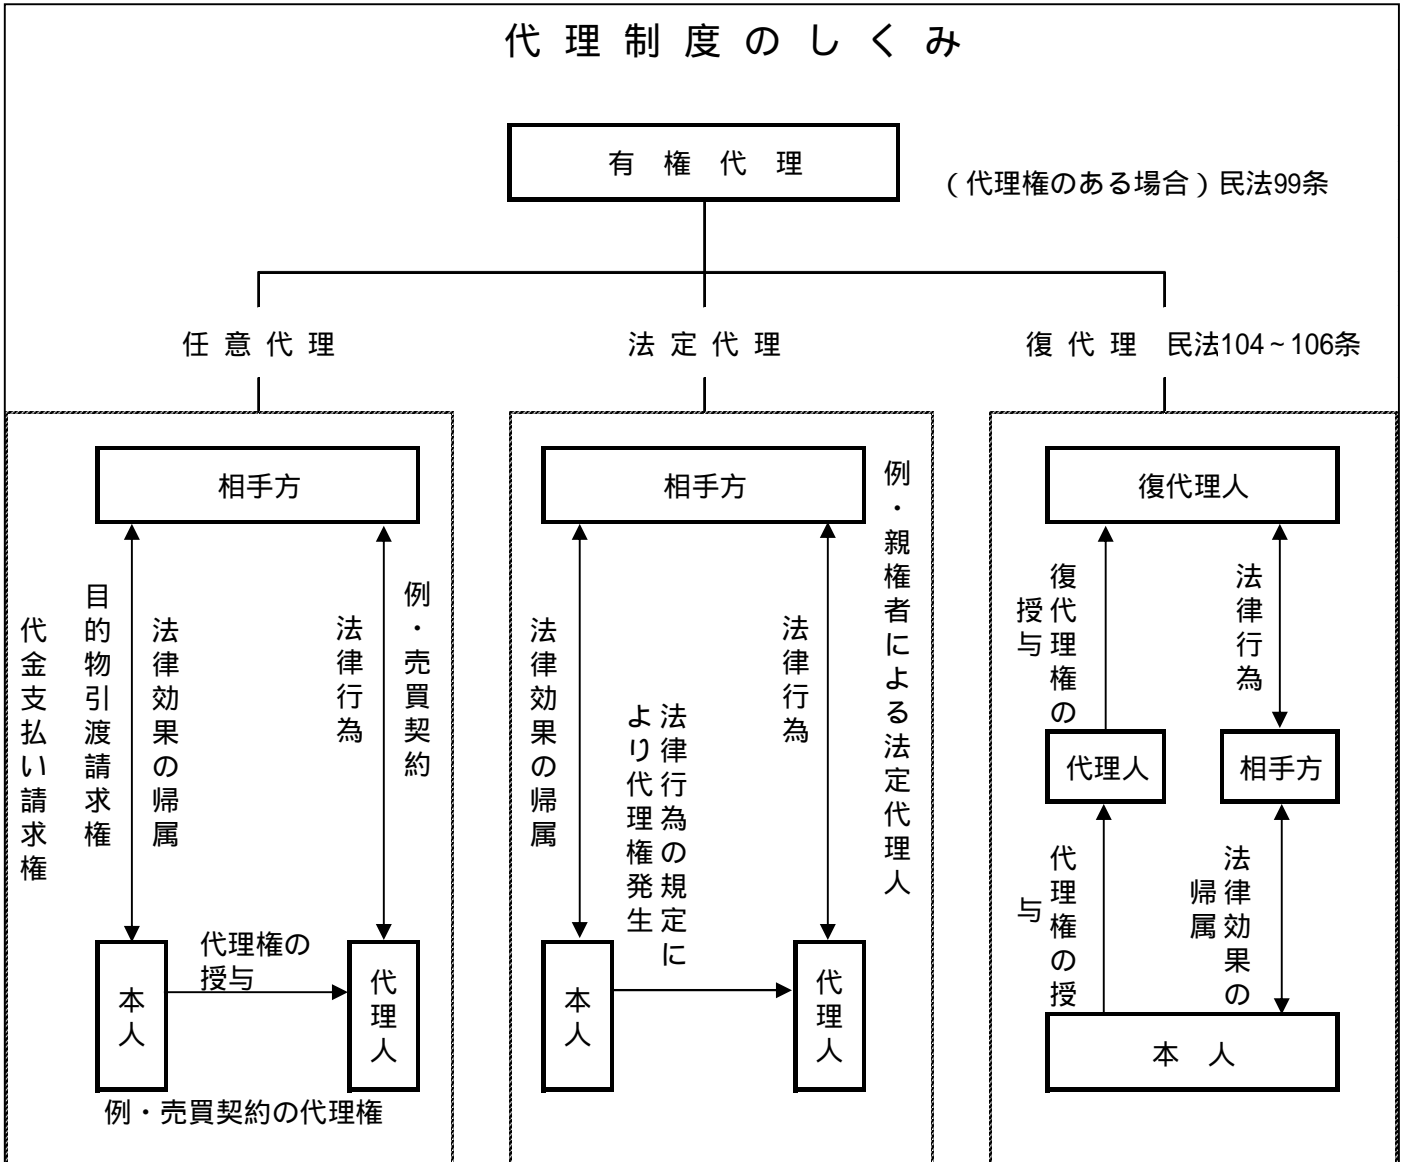 代理制度のしくみ
有権代理
（代理権のある場合）民法99条
任意代理
法定代理
復代理 民法104～106条
相手方
代金支払い請求権
目的物引渡請求権
法律効果の帰属
法律行為
例・売買契約
代理権の
授与
本人
代理人
例・売買契約の代理権
相手方
法律効果の帰属
法律行為の規定に
より代理権発生
法律行為
例・親権者による法定代理人
本人
代理人
復代理人
復代理権の
授与
法律行為
代理人
相手方
代理権の授
与
法律効果の
帰属
本人